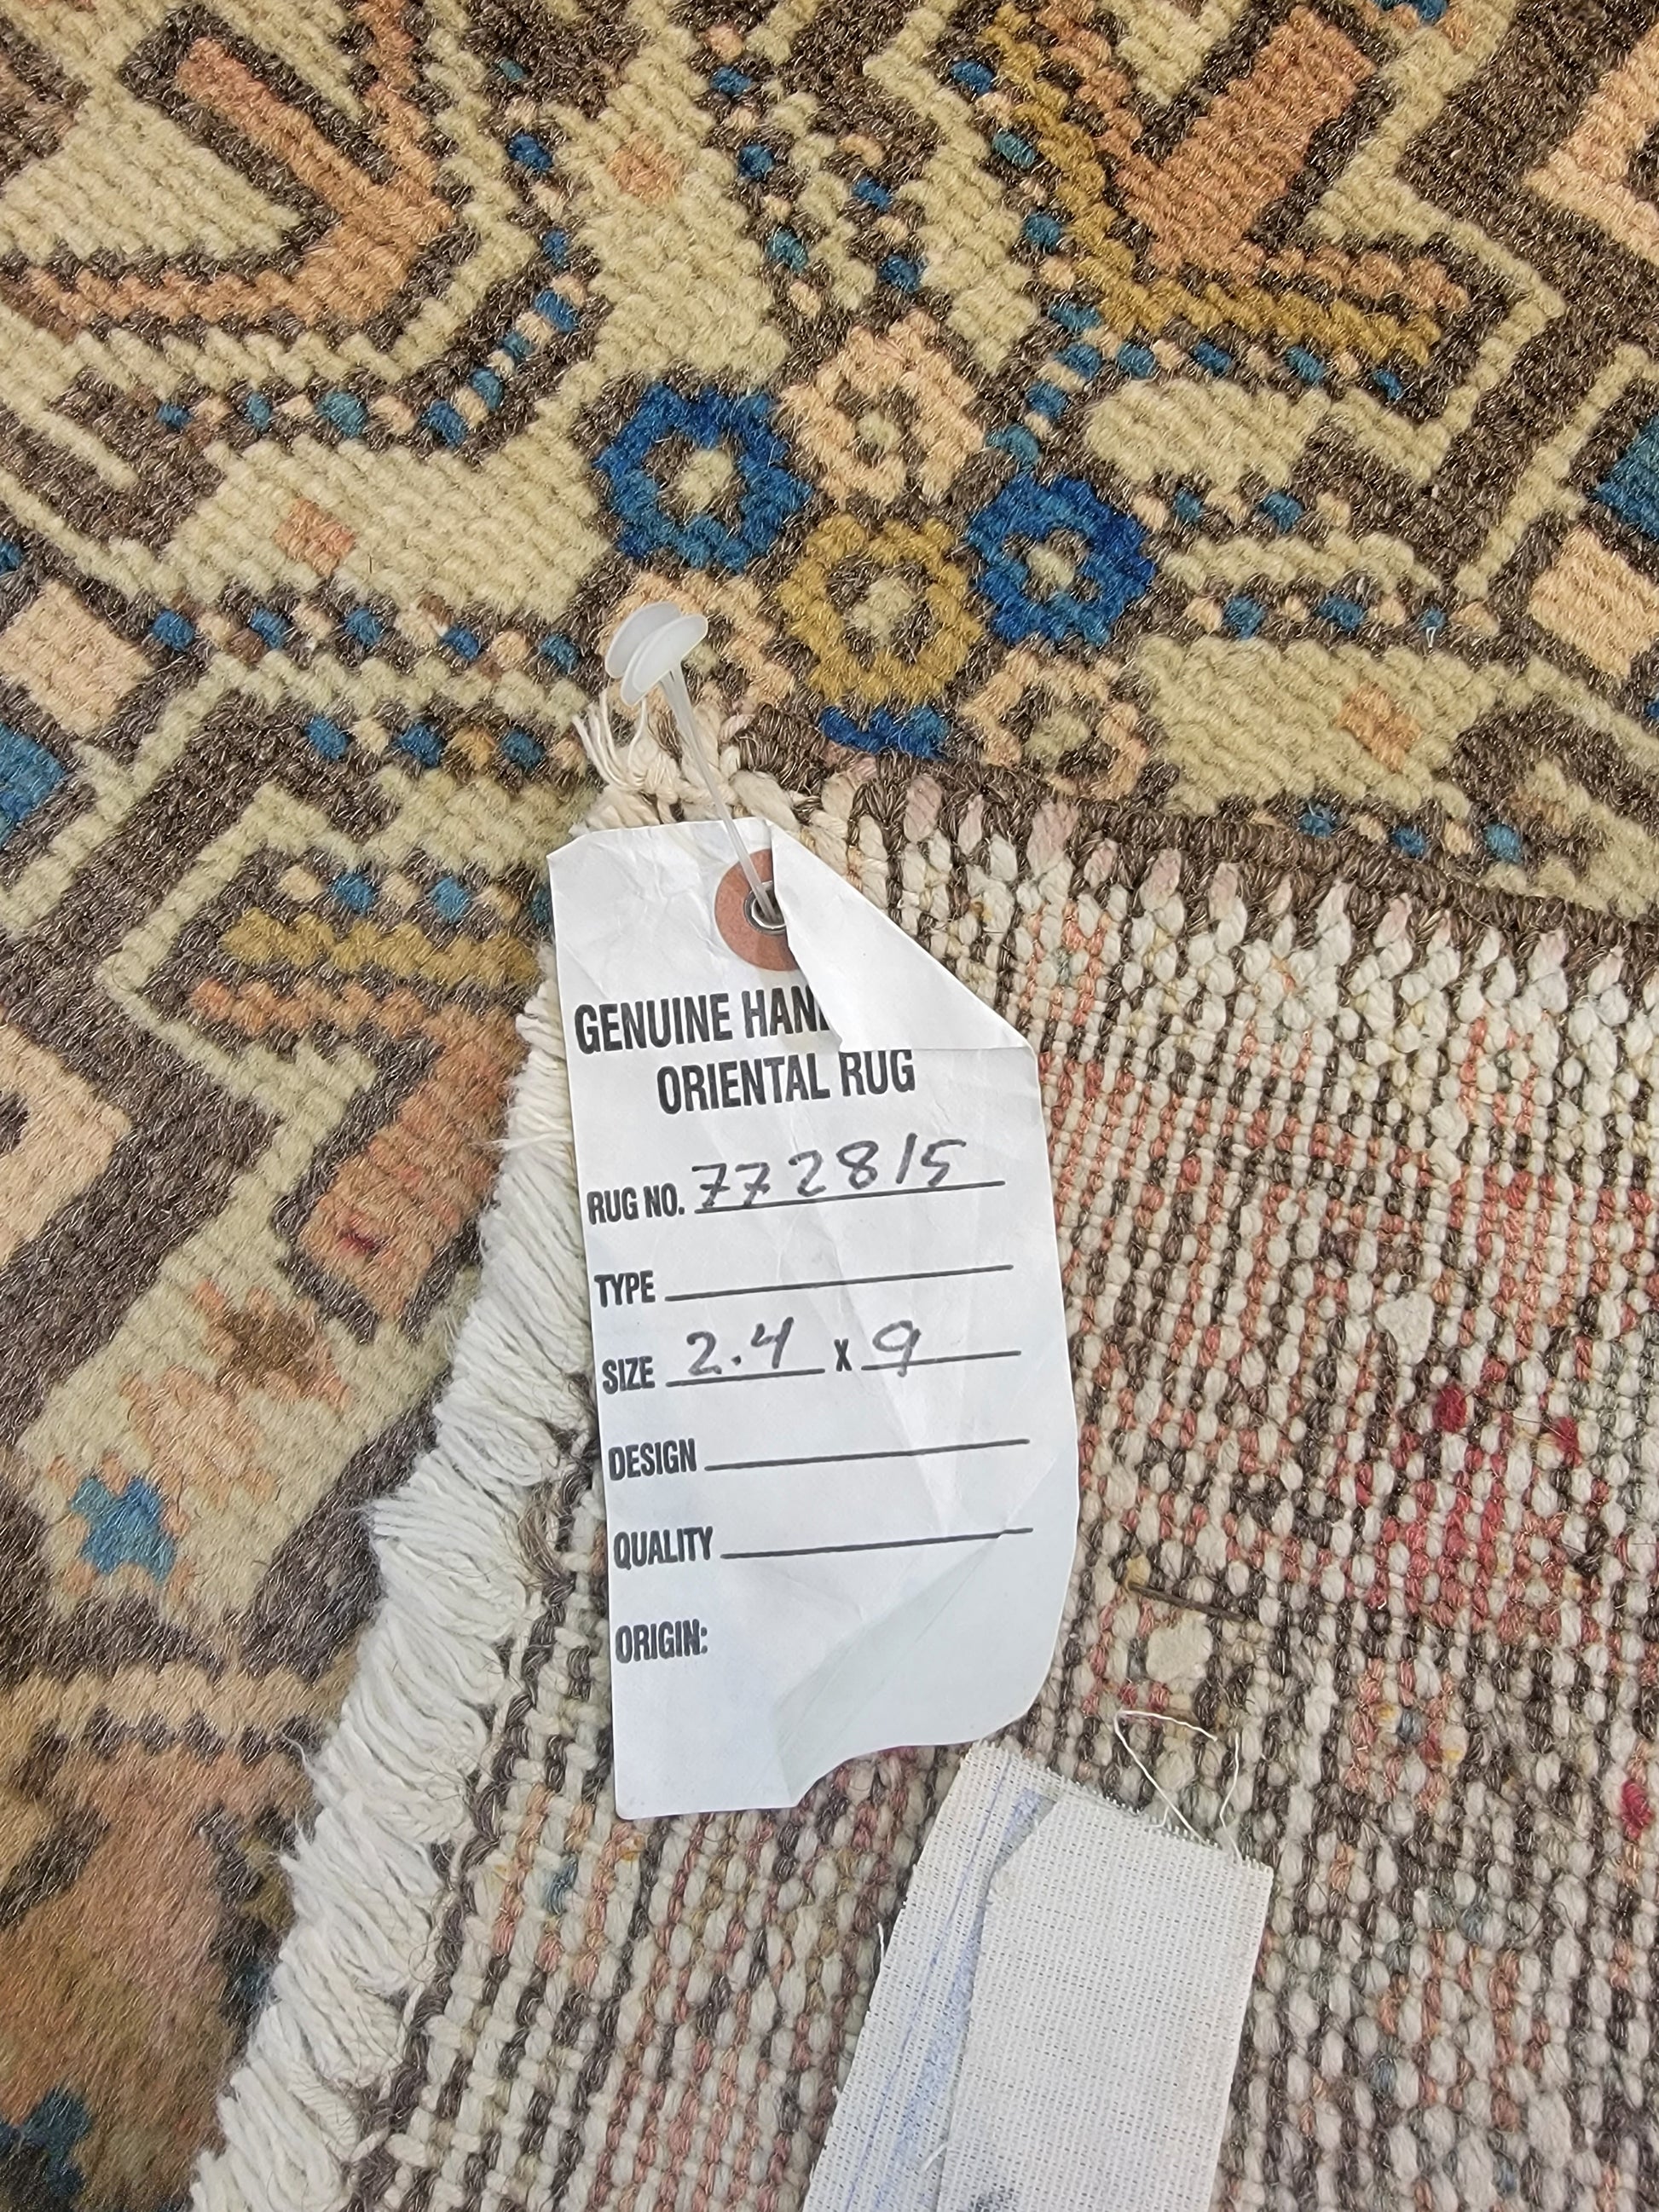 GENUINE HAN
ORIENTAL RUG
RUG NO. 772815
TYPE
SIZE 2.4 x 9
DESIGN
QUALITY
ORIGIN: